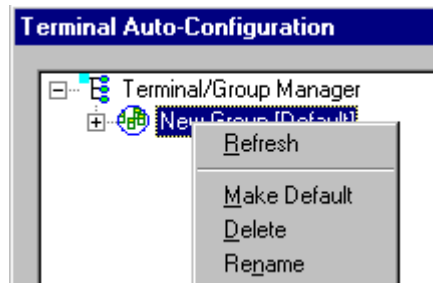 Terminal Auto-Configuration
Terminal/Group Manager
New Group [Default]
Refresh
Make Default
Delete
Rename